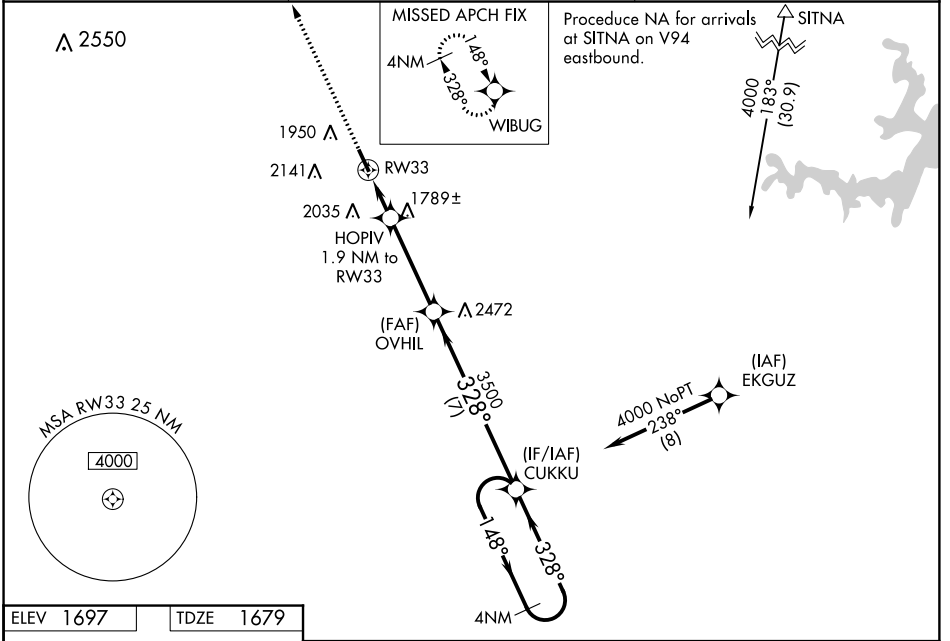 2550
MISSED APCH FIX
4NM
148°
328°
WIBUG
Proceduce NA for arrivals
at SITNA on V94
eastbound.
SITNA
4000
183°
(30.9)
1950
2141
RW33
2035
1789±
HOPIV
1.9 NM to
RW33
(FAF)
OVHIL
2472
3500
328°
(7)
(IAF)
EKGUZ
4000 NoPT
238°
(8)
(IF/IAF)
CUKKU
148°
328°
4NM
MSA RW33 25 NM
4000
ELEV 1697
TDZE 1679